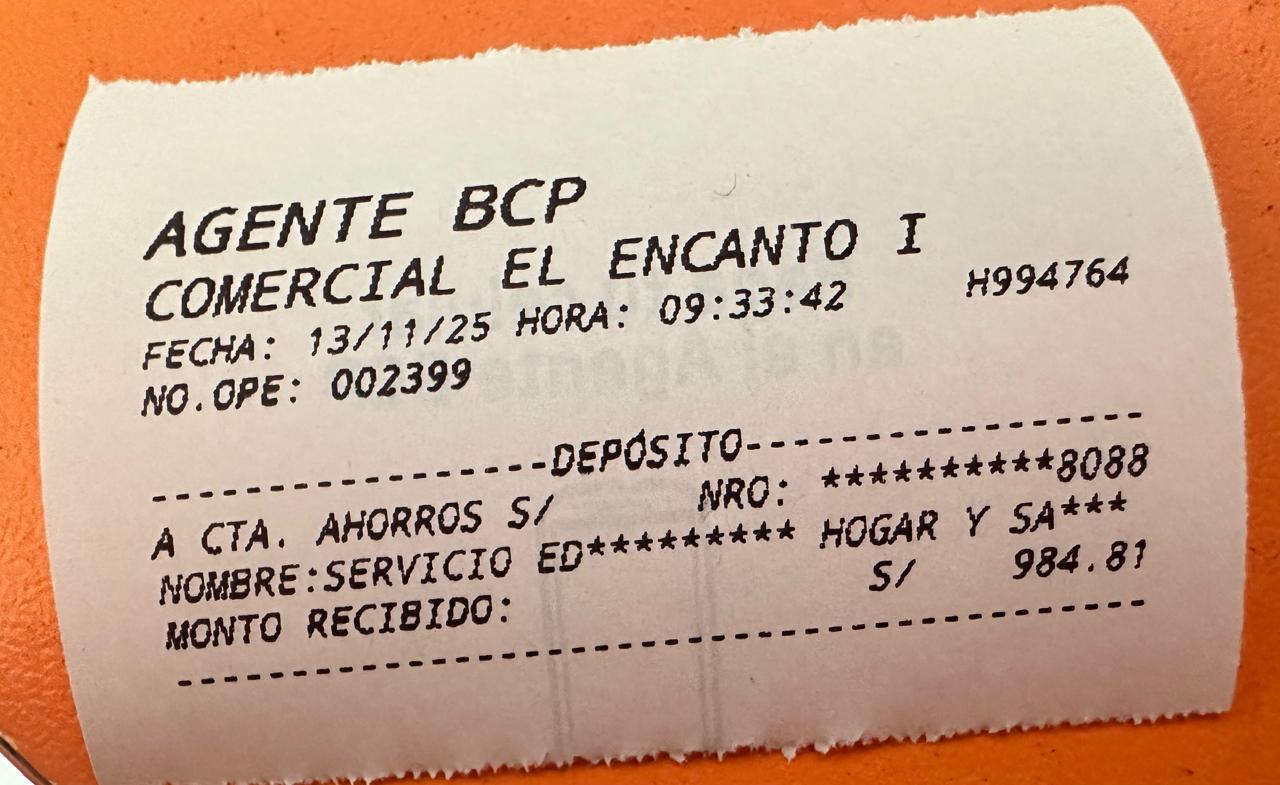 AGENTE BCP
COMERCIAL EL ENCANTO I
FECHA: 13/11/25 HORA: 09:33:42 H994764
NO.OPE: 002399
----------------DEPÓSITO----------------
A CTA. AHORROS S/ NRO: **********8088
NOMBRE:SERVICIO ED********* HOGAR Y SA***
MONTO RECIBIDO: S/ 984.81
----------------------------------------